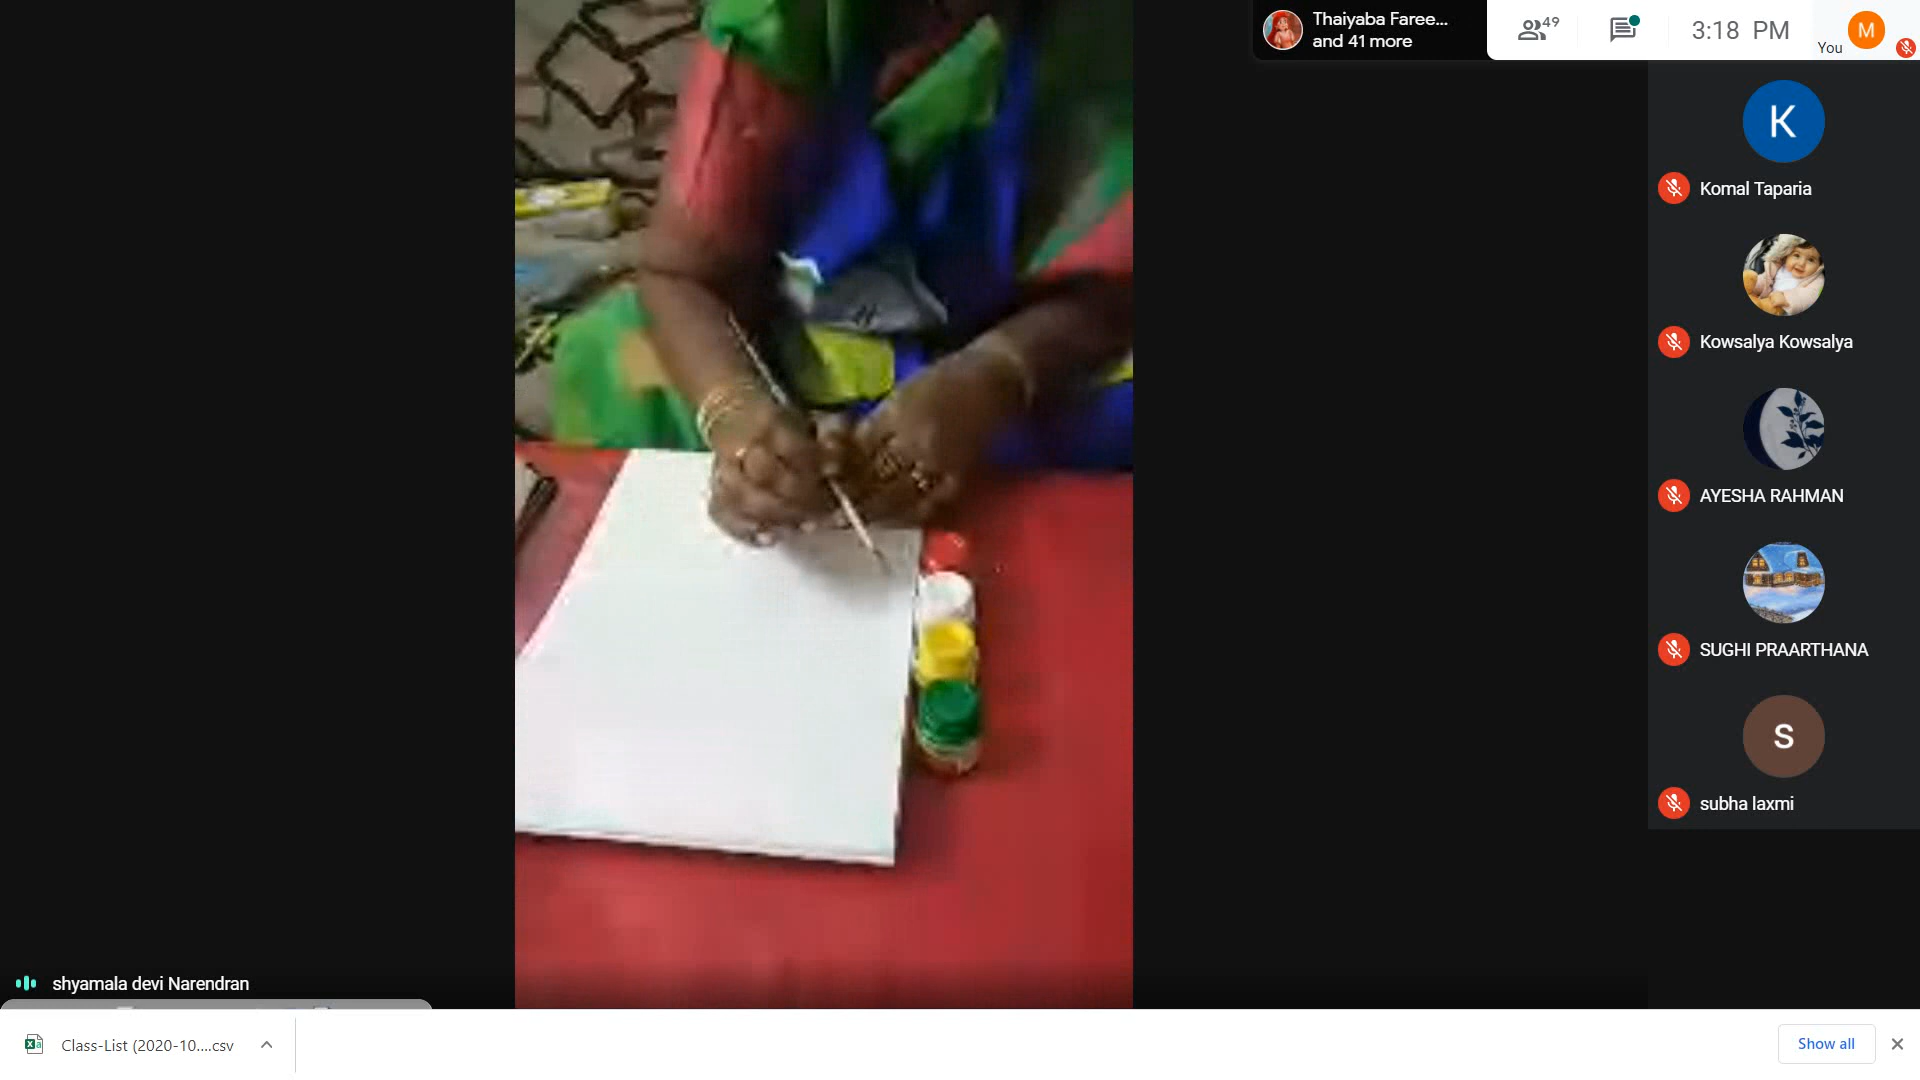 Thaiyaba Faree...
and 41 more
49
3:18 PM
You
M
K
Komal Taparia
Kowsalya Kowsalya
AYESHA RAHMAN
SUGHI PRAARTHANA
S
subha laxmi
shyamala devi Narendran
Class-List (2020-10....csv
Show all